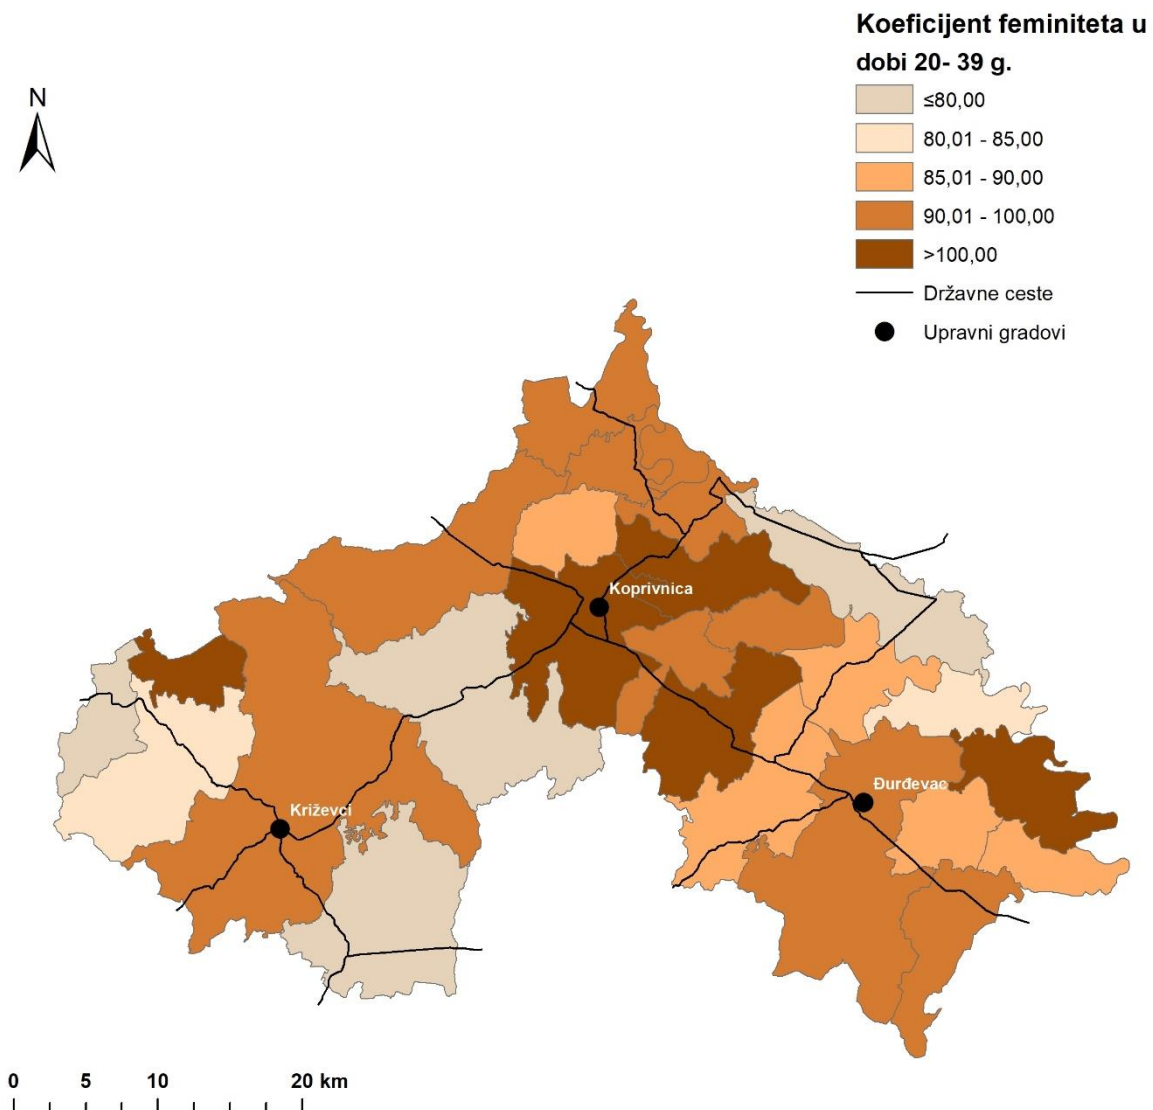 Koeficijent feminiteta u
dobi 20- 39 g.
≤80,00
80,01 - 85,00
85,01 - 90,00
90,01 - 100,00
>100,00
Državne ceste
Upravni gradovi
N
Koprivnica
Đurđevac
Križevci
0 5 10 20 km